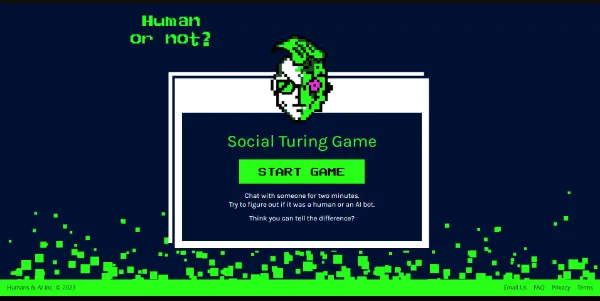 Human
or not?
Social Turing Game
START GAME
Chat with someone for two minutes.
Try to figure out if it was a human or an AI bot.
Think you can tell the difference?
Humans & AI Inc. © 2023
Email Us FAQ Privacy Terms